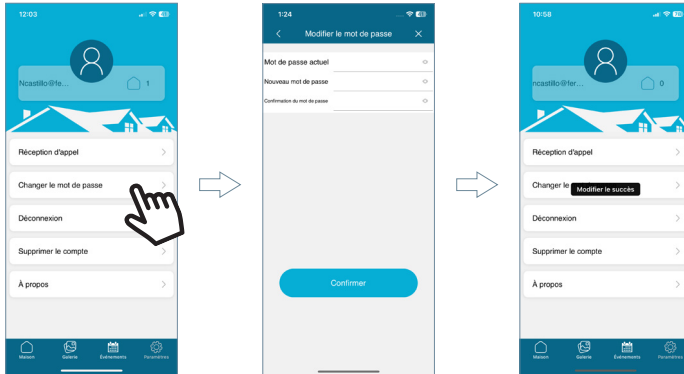 12:03
Ncastillo@fe...
1
Réception d'appel
Changer le mot de passe
Déconnexion
Supprimer le compte
À propos
Maison
Galerie
Événements
Paramètres
1:24
Modifier le mot de passe
Mot de passe actuel
Nouveau mot de passe
Confirmation du mot de passe
Confirmer
10:58
ncastillo@fer...
0
Réception d'appel
Changer le
Modifier le succès
Déconnexion
Supprimer le compte
À propos
Maison
Galerie
Événements
Paramètres